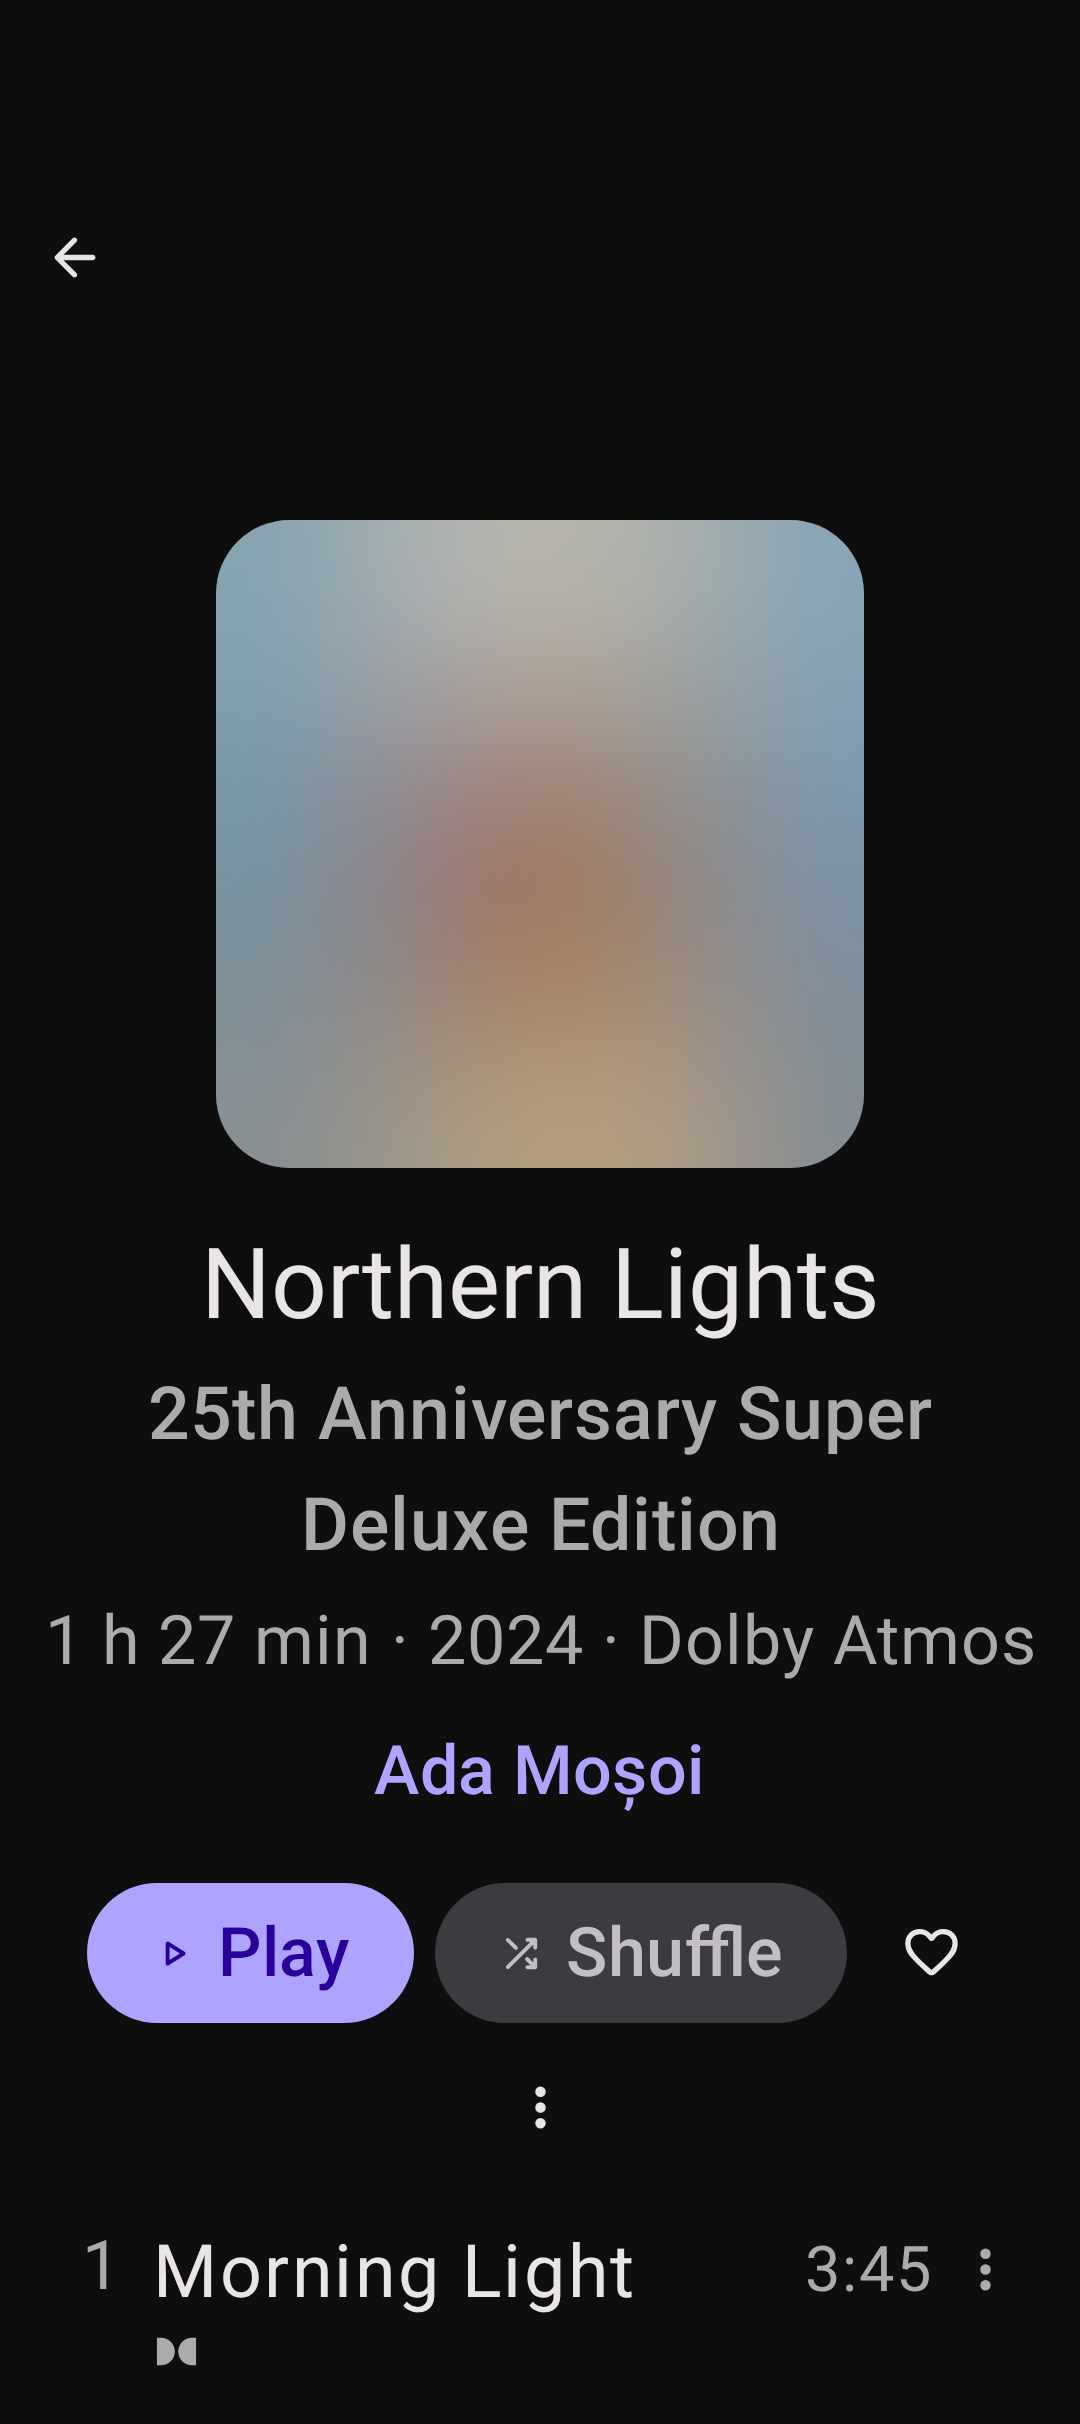 Northern Lights
25th Anniversary Super
Deluxe Edition
1 h 27 min · 2024 · Dolby Atmos
Ada Moșoi
Play
Shuffle
1 Morning Light 3:45